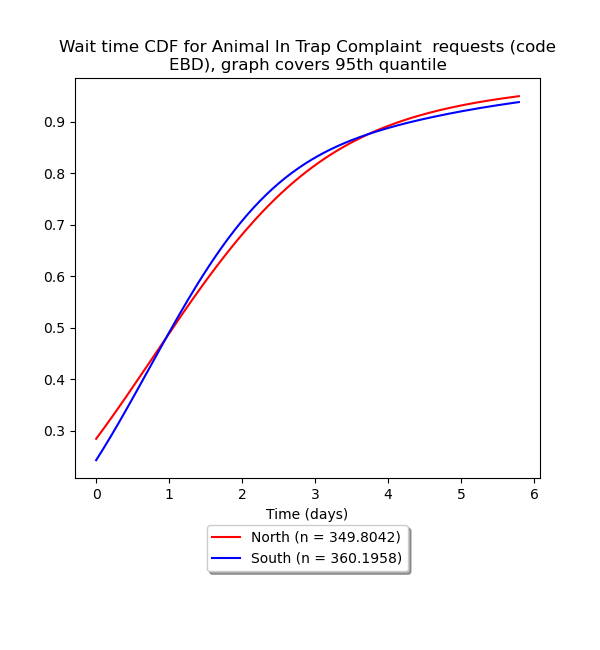 Wait time CDF for Animal In Trap Complaint  requests (code
EBD), graph covers 95th quantile
0.9
0.8
0.7
0.6
0.5
0.4
0.3
0 1 2 3 4 5 6
Time (days)
North (n = 349.8042)
South (n = 360.1958)